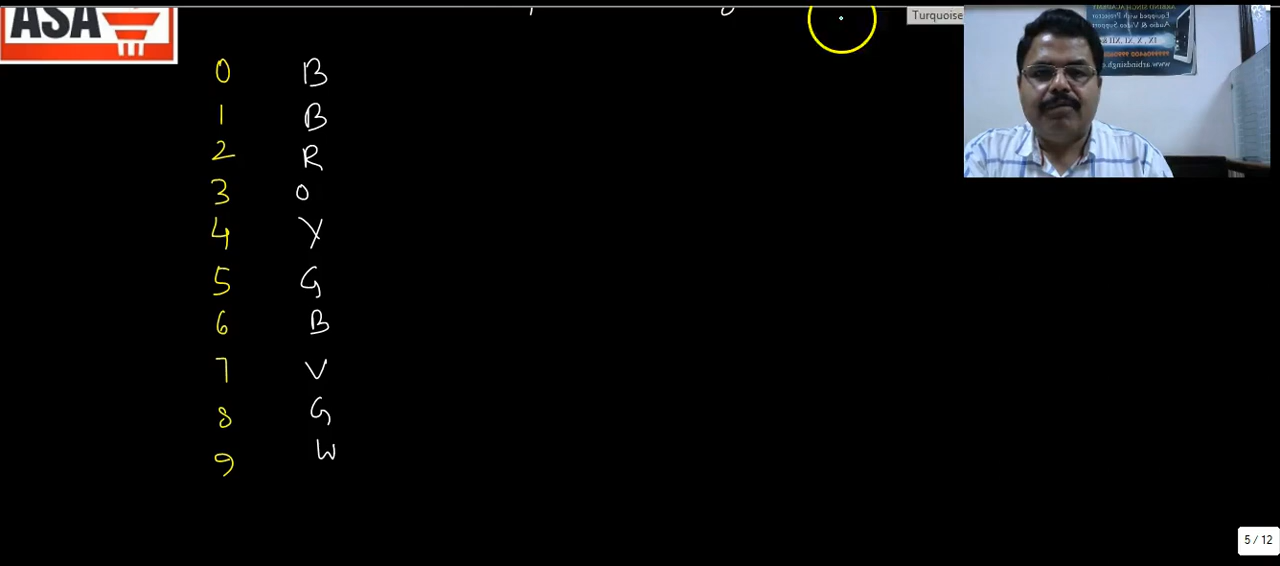 ASA
Turquoise
0 B
1 B
2 R
3 O
4 Y
5 G
6 B
7 V
8 G
9 W
5 / 12